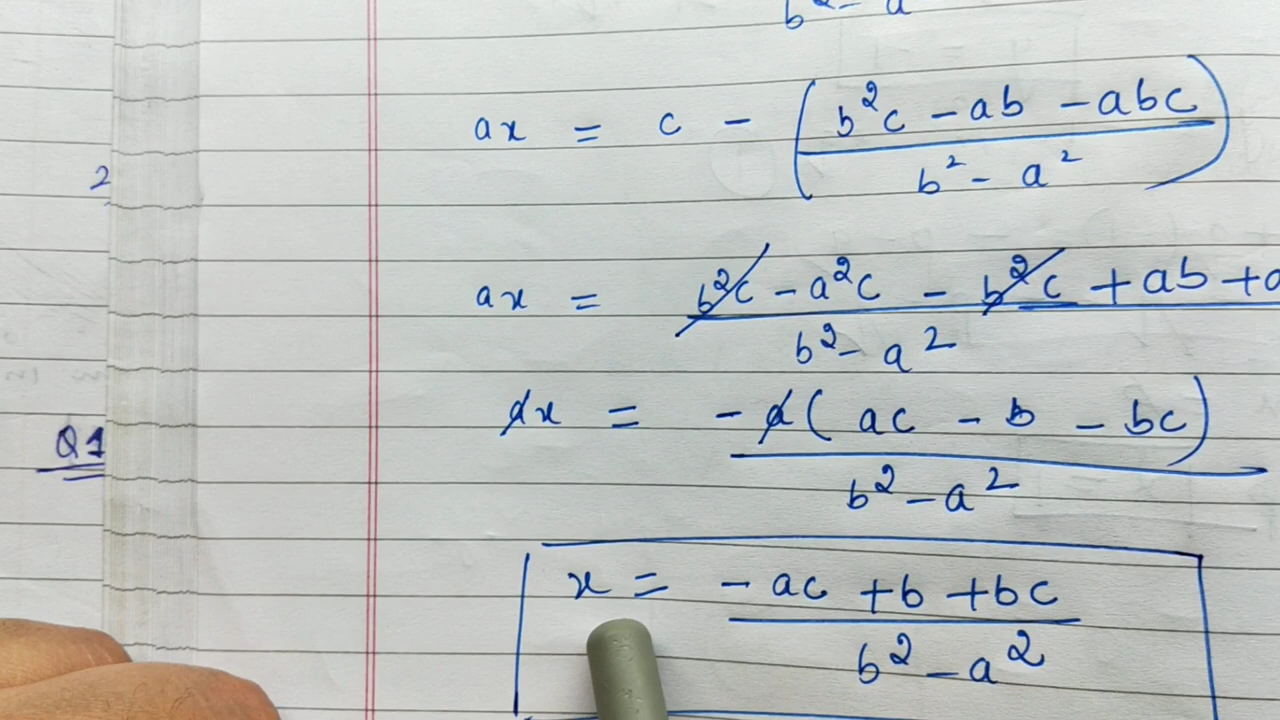 b² - a
ax = c - (b²c - ab - abc / b² - a²)
2
ax = b²c - a²c - b²c + ab + a
b² - a²
ax = -a(ac - b - bc)
b² - a²
Q1
x = -ac + b + bc
b² - a²